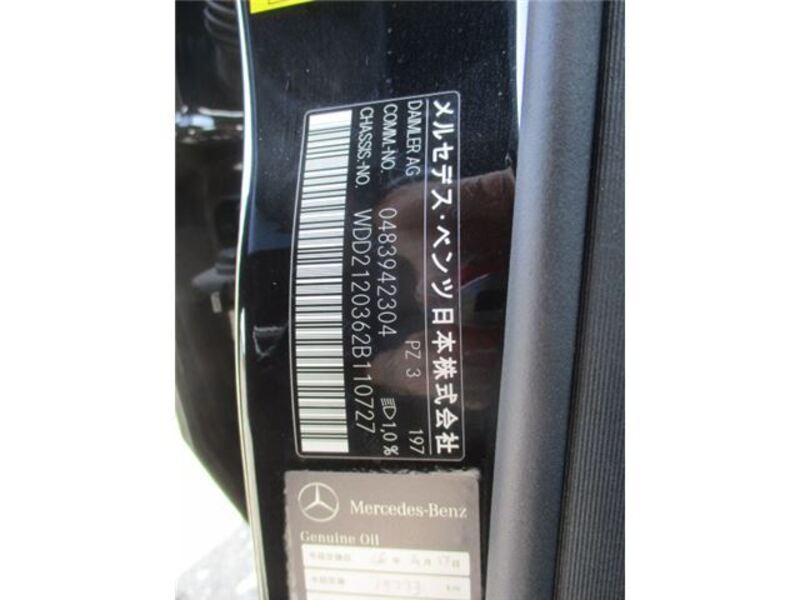 メルセデス・ベンツ日本株式会社
DAIMLER AG 197
COMM-NO. 0483942304 PZ 3
CHASSIS.-NO. WDD2120362B110727 1,0 %
Mercedes-Benz
Genuine Oil